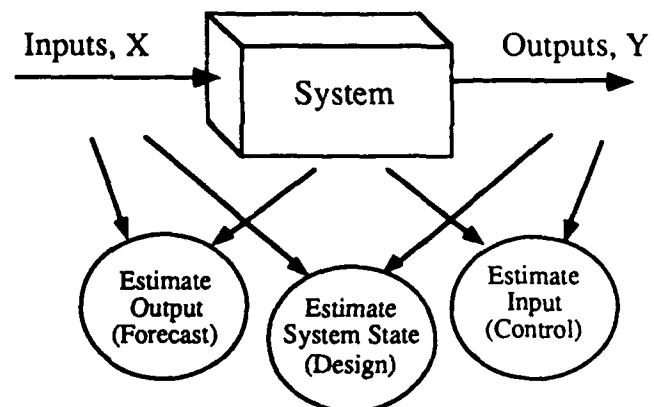 Inputs, X
Outputs, Y
System
Estimate
Output
(Forecast)
Estimate
System State
(Design)
Estimate
Input
(Control)